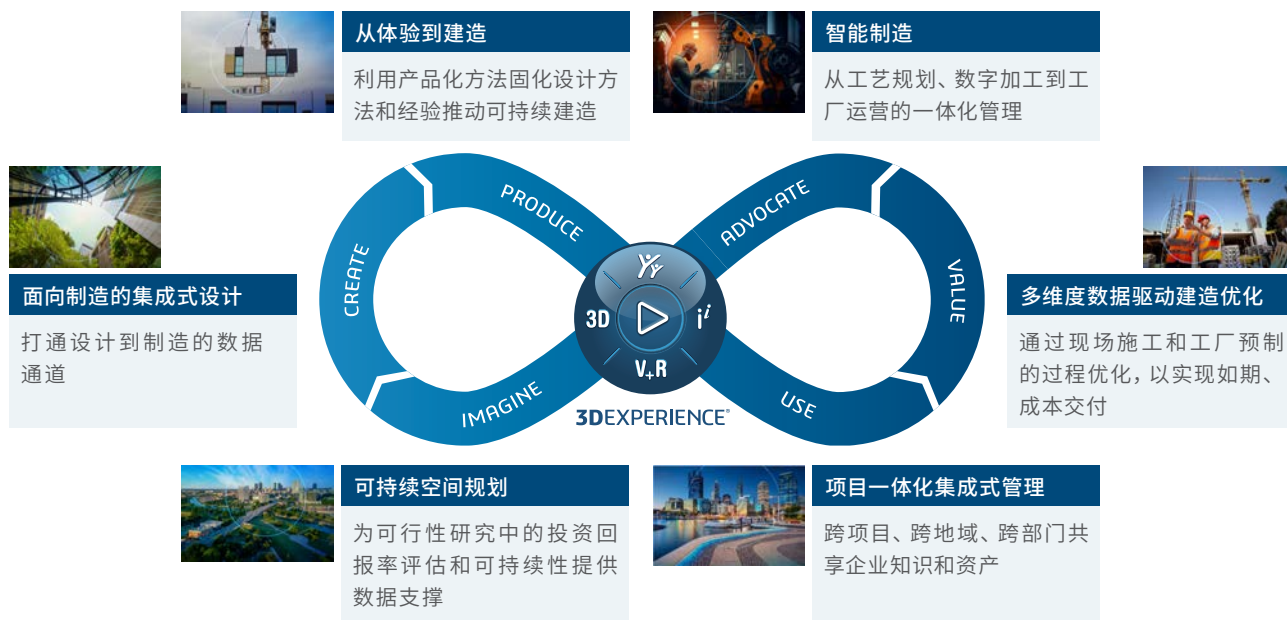 从体验到建造
利用产品化方法固化设计方
法和经验推动可持续建造
智能制造
从工艺规划、数字加工到工
厂运营的一体化管理
面向制造的集成式设计
打通设计到制造的数据
通道
CREATE
PRODUCE
IMAGINE
ADVOCATE
VALUE
USE
3D
i^i
V+R
3DEXPERIENCE®
多维度数据驱动建造优化
通过现场施工和工厂预制
的过程优化，以实现如期、
成本交付
可持续空间规划
为可行性研究中的投资回
报率评估和可持续性提供
数据支撑
项目一体化集成式管理
跨项目、跨地域、跨部门共
享企业知识和资产